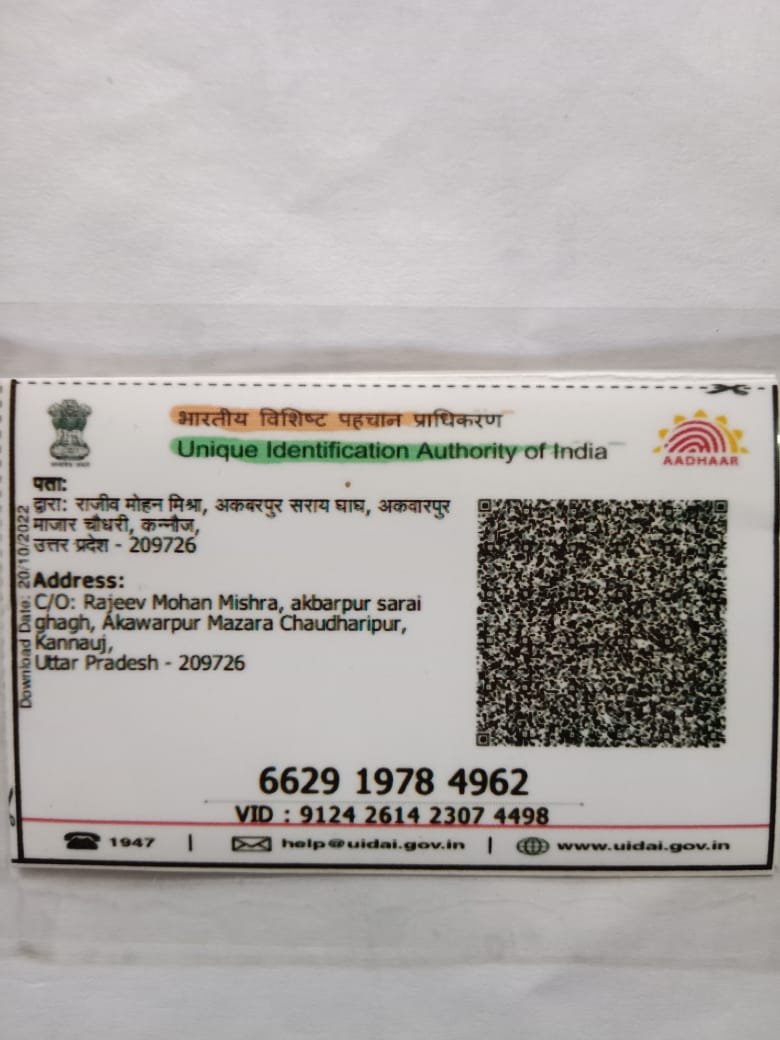 भारतीय विशिष्ट पहचान प्राधिकरण
Unique Identification Authority of India
AADHAAR
पता:
द्वारा: राजीव मोहन मिश्रा, अकबरपुर सराय घाघ, अकवारपुर
माजार चौधरी, कन्नौज,
उत्तर प्रदेश - 209726
Address:
C/O: Rajeev Mohan Mishra, akbarpur sarai
ghagh, Akawarpur Mazara Chaudharipur,
Kannauj,
Uttar Pradesh - 209726
Download Date: 20/10/2022
6629 1978 4962
VID : 9124 2614 2307 4498
1947 | help@uidai.gov.in | www.uidai.gov.in